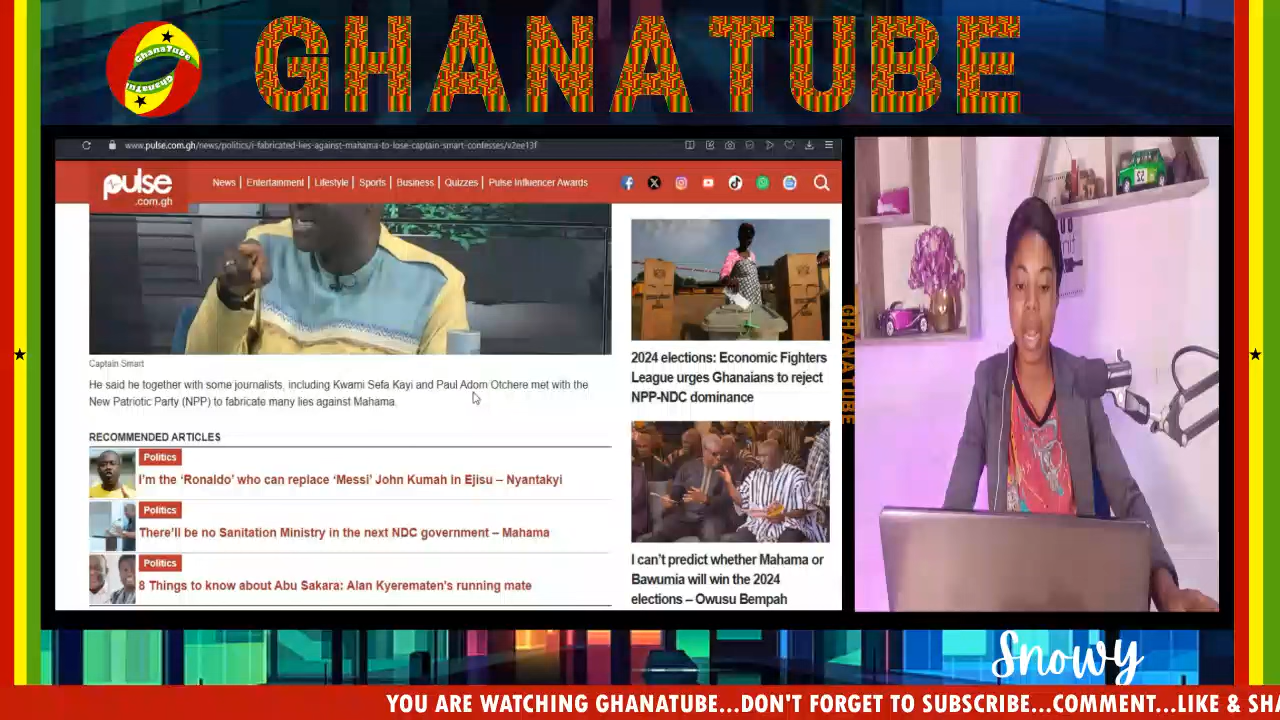 GHANATUBE
GhanaTube
www.pulse.com.gh/news/politics/i-fabricated-lies-against-mahama-to-lose-captain-smart-confesses/v2ee13f
pulse
.com.gh
News | Entertainment | Lifestyle | Sports | Business | Quizzes | Pulse Influencer Awards
Captain Smart
He said he together with some journalists, including Kwami Sefa Kayi and Paul Adom Otchere met with the
New Patriotic Party (NPP) to fabricate many lies against Mahama.
RECOMMENDED ARTICLES
Politics
I'm the ‘Ronaldo’ who can replace ‘Messi’ John Kumah in Ejisu – Nyantakyi
Politics
There’ll be no Sanitation Ministry in the next NDC government – Mahama
Politics
8 Things to know about Abu Sakara: Alan Kyerematen's running mate
2024 elections: Economic Fighters
League urges Ghanaians to reject
NPP-NDC dominance
I can’t predict whether Mahama or
Bawumia will win the 2024
elections – Owusu Bempah
GHANATUBE
Snowy
YOU ARE WATCHING GHANATUBE...DON'T FORGET TO SUBSCRIBE...COMMENT...LIKE & SHA